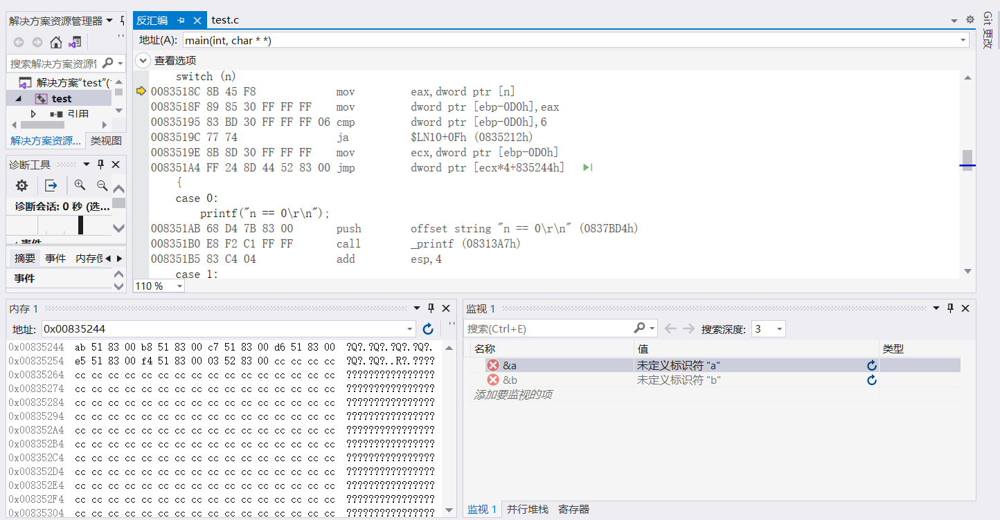 解决方案资源管理器
搜索解决方案资源
解决方案"test"(
test
引用
解决方案资源... 类视图
诊断工具
诊断会话: 0 秒 (选...
事件
摘要 事件 内存使
事件
反汇编 test.c
地址(A): main(int, char * *)
查看选项
switch (n)
0083518C 8B 45 F8 mov eax,dword ptr [n]
0083518F 89 85 30 FF FF FF mov dword ptr [ebp-0D0h],eax
00835195 83 BD 30 FF FF FF 06 cmp dword ptr [ebp-0D0h],6
0083519C 77 74 ja $LN10+0Fh (0835212h)
0083519E 8B 8D 30 FF FF FF mov ecx,dword ptr [ebp-0D0h]
008351A4 FF 24 8D 44 52 83 00 jmp dword ptr [ecx*4+835244h]
{
case 0:
printf("n == 0\r\n");
008351AB 68 D4 7B 83 00 push offset string "n == 0\r\n" (0837BD4h)
008351B0 E8 F2 C1 FF FF call _printf (08313A7h)
008351B5 83 C4 04 add esp,4
case 1:
110 %
Git 更改
内存 1
地址: 0x00835244
0x00835244 ab 51 83 00 b8 51 83 00 c7 51 83 00 d6 51 83 00 ?Q?.?Q?.?Q?.?Q?.
0x00835254 e5 51 83 00 f4 51 83 00 03 52 83 00 cc cc cc cc ?Q?.?Q?..R?.????
0x00835264 cc cc cc cc cc cc cc cc cc cc cc cc cc cc cc cc ????????????????
0x00835274 cc cc cc cc cc cc cc cc cc cc cc cc cc cc cc cc ????????????????
0x00835284 cc cc cc cc cc cc cc cc cc cc cc cc cc cc cc cc ????????????????
0x00835294 cc cc cc cc cc cc cc cc cc cc cc cc cc cc cc cc ????????????????
0x008352A4 cc cc cc cc cc cc cc cc cc cc cc cc cc cc cc cc ????????????????
0x008352B4 cc cc cc cc cc cc cc cc cc cc cc cc cc cc cc cc ????????????????
0x008352C4 cc cc cc cc cc cc cc cc cc cc cc cc cc cc cc cc ????????????????
0x008352D4 cc cc cc cc cc cc cc cc cc cc cc cc cc cc cc cc ????????????????
0x008352E4 cc cc cc cc cc cc cc cc cc cc cc cc cc cc cc cc ????????????????
0x008352F4 cc cc cc cc cc cc cc cc cc cc cc cc cc cc cc cc ????????????????
0x00835304 cc cc cc cc cc cc cc cc cc cc cc cc cc cc cc cc ????????????????
监视 1
搜索(Ctrl+E) 搜索深度: 3
名称 值 类型
&a 未定义标识符 "a"
&b 未定义标识符 "b"
添加要监视的项
监视 1 并行堆栈 寄存器